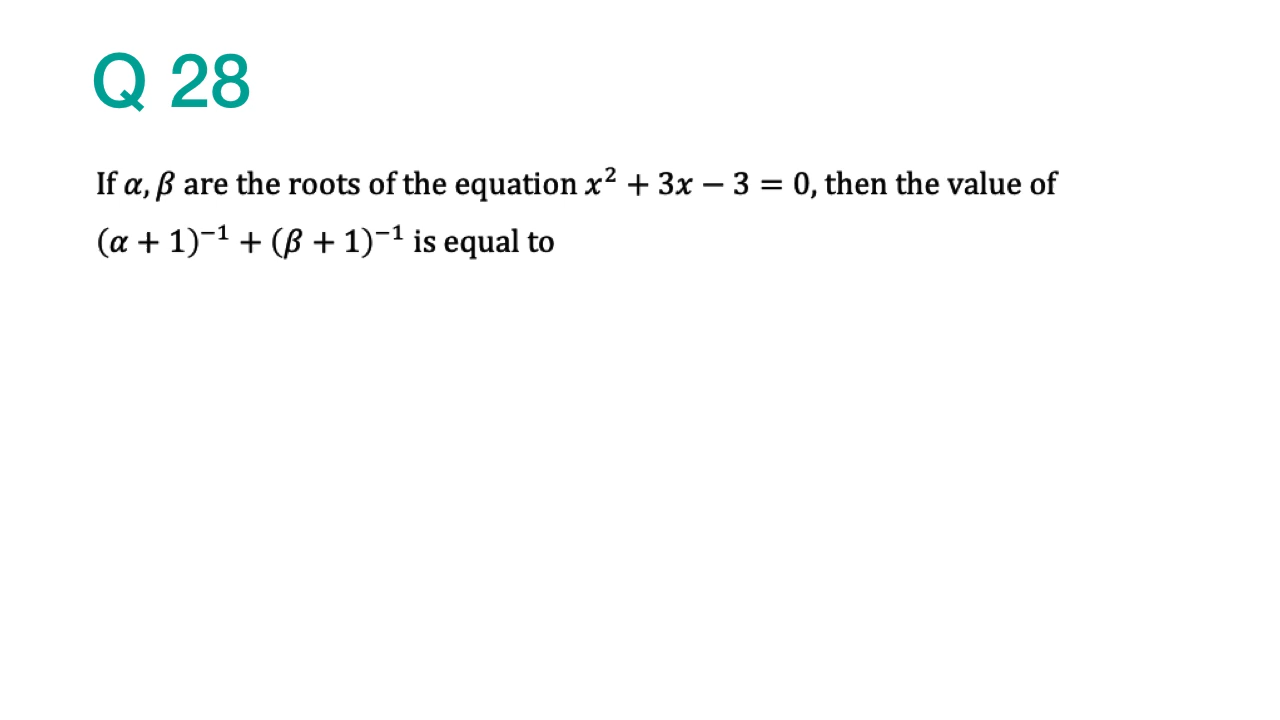 Q 28
If α, β are the roots of the equation x² + 3x − 3 = 0, then the value of
(α + 1)⁻¹ + (β + 1)⁻¹ is equal to